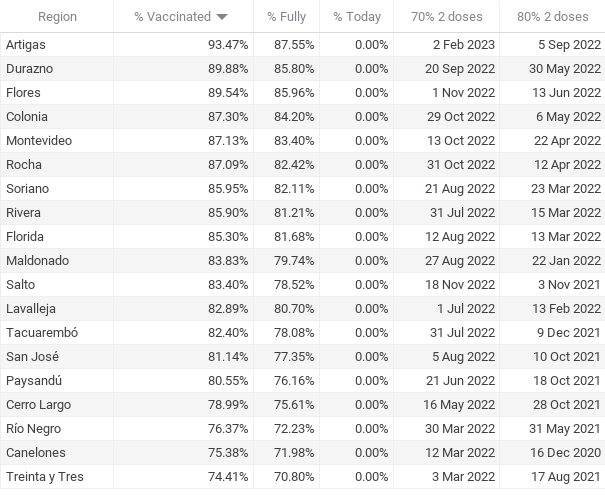 Region % Vaccinated % Fully % Today 70% 2 doses 80% 2 doses
Artigas 93.47% 87.55% 0.00% 2 Feb 2023 5 Sep 2022
Durazno 89.88% 85.80% 0.00% 20 Sep 2022 30 May 2022
Flores 89.54% 85.96% 0.00% 1 Nov 2022 13 Jun 2022
Colonia 87.30% 84.20% 0.00% 29 Oct 2022 6 May 2022
Montevideo 87.13% 83.40% 0.00% 13 Oct 2022 22 Apr 2022
Rocha 87.09% 82.42% 0.00% 31 Oct 2022 12 Apr 2022
Soriano 85.95% 82.11% 0.00% 21 Aug 2022 23 Mar 2022
Rivera 85.90% 81.21% 0.00% 31 Jul 2022 15 Mar 2022
Florida 85.30% 81.68% 0.00% 12 Aug 2022 13 Mar 2022
Maldonado 83.83% 79.74% 0.00% 27 Aug 2022 22 Jan 2022
Salto 83.40% 78.52% 0.00% 18 Nov 2022 3 Nov 2021
Lavalleja 82.89% 80.70% 0.00% 1 Jul 2022 13 Feb 2022
Tacuarembó 82.40% 78.08% 0.00% 31 Jul 2022 9 Dec 2021
San José 81.14% 77.35% 0.00% 5 Aug 2022 10 Oct 2021
Paysandú 80.55% 76.16% 0.00% 21 Jun 2022 18 Oct 2021
Cerro Largo 78.99% 75.61% 0.00% 16 May 2022 28 Oct 2021
Río Negro 76.37% 72.23% 0.00% 30 Mar 2022 31 May 2021
Canelones 75.38% 71.98% 0.00% 12 Mar 2022 16 Dec 2020
Treinta y Tres 74.41% 70.80% 0.00% 3 Mar 2022 17 Aug 2021